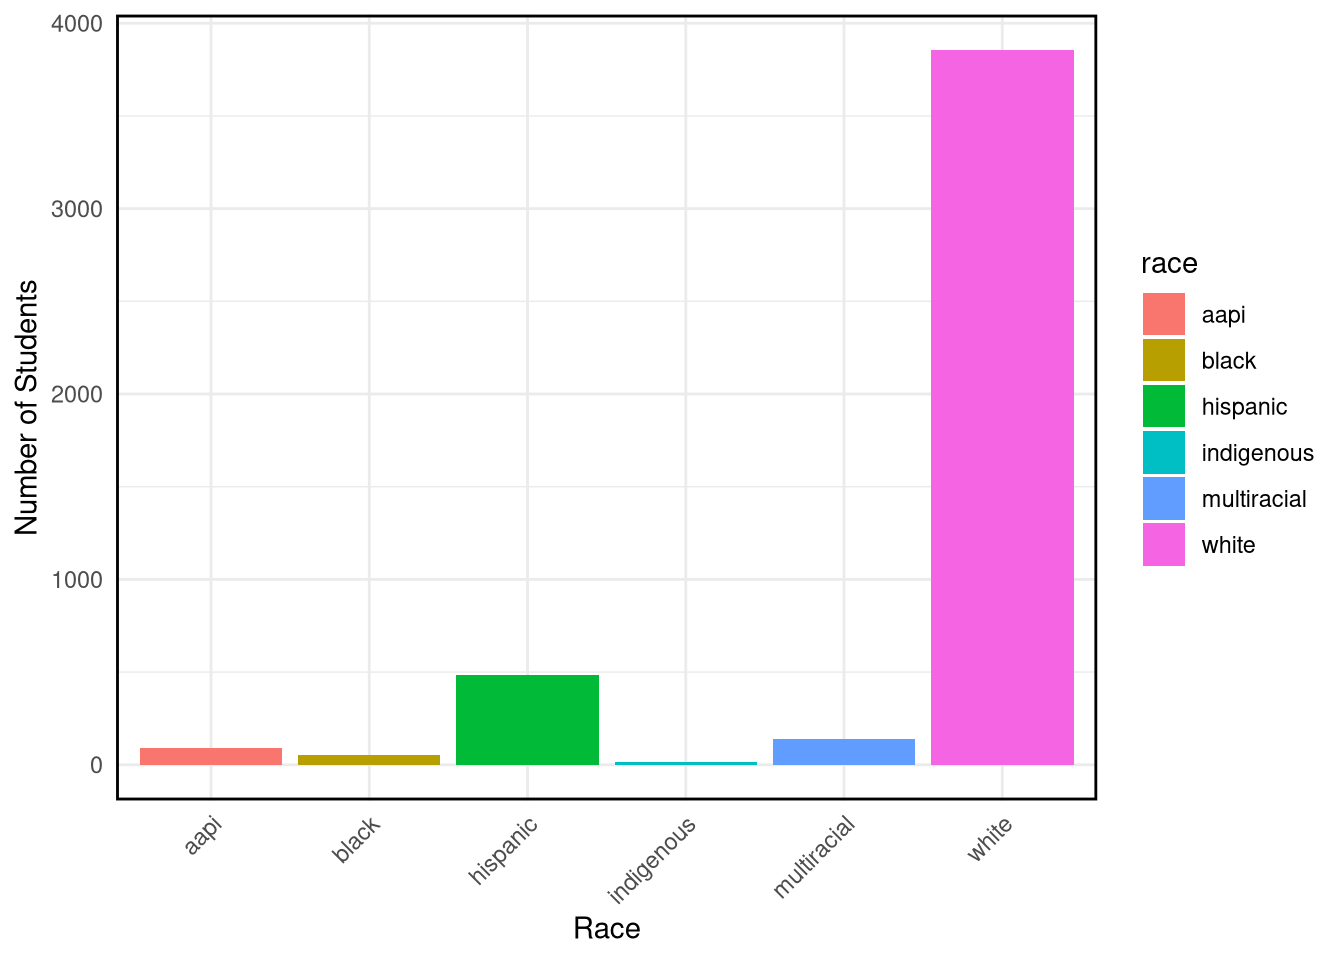 4000
3000
2000
1000
0
Number of Students
aapi
black
hispanic
indigenous
multiracial
white
Race
race
aapi
black
hispanic
indigenous
multiracial
white